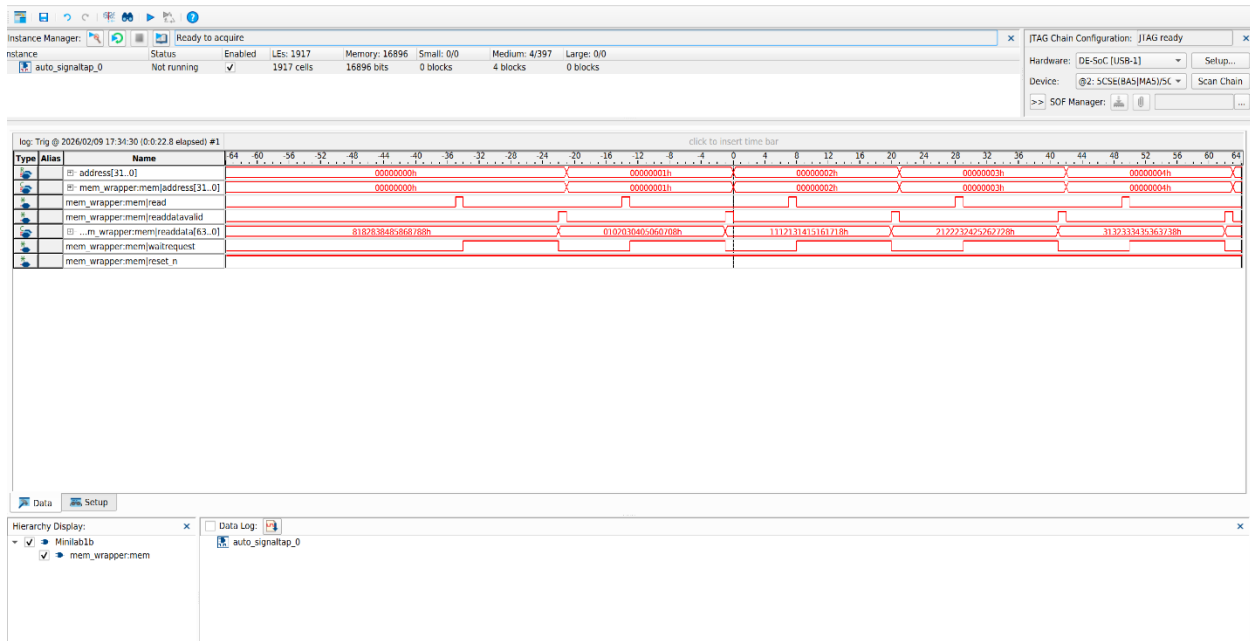 Instance Manager: Ready to acquire
JTAG Chain Configuration: JTAG ready
nstance Status Enabled LEs: 1917 Memory: 16896 Small: 0/0 Medium: 4/397 Large: 0/0
auto_signaltap_0 Not running 1917 cells 16896 bits 0 blocks 4 blocks 0 blocks
Hardware: DE-SoC [USB-1] Setup...
Device: @2: 5CSE(BA5|MA5)/5C Scan Chain
>> SOF Manager: ...
log: Trig @ 2026/02/09 17:34:30 (0:0:22.8 elapsed) #1 click to insert time bar
Type Alias Name -64 -60 -56 -52 -48 -44 -40 -36 -32 -28 -24 -20 -16 -12 -8 -4 0 4 8 12 16 20 24 28 32 36 40 44 48 52 56 60 64
address[31..0] 00000000h 00000001h 00000002h 00000003h 00000004h
mem_wrapper:mem|address[31..0] 00000000h 00000001h 00000002h 00000003h 00000004h
mem_wrapper:mem|read
mem_wrapper:mem|readdatavalid
...m_wrapper:mem|readdata[63..0] 8182838485868788h 0102030405060708h 1112131415161718h 2122232425262728h 3132333435363738h
mem_wrapper:mem|waitrequest
mem_wrapper:mem|reset_n
Data Setup
Hierarchy Display:
Minilab1b
mem_wrapper:mem
Data Log:
auto_signaltap_0